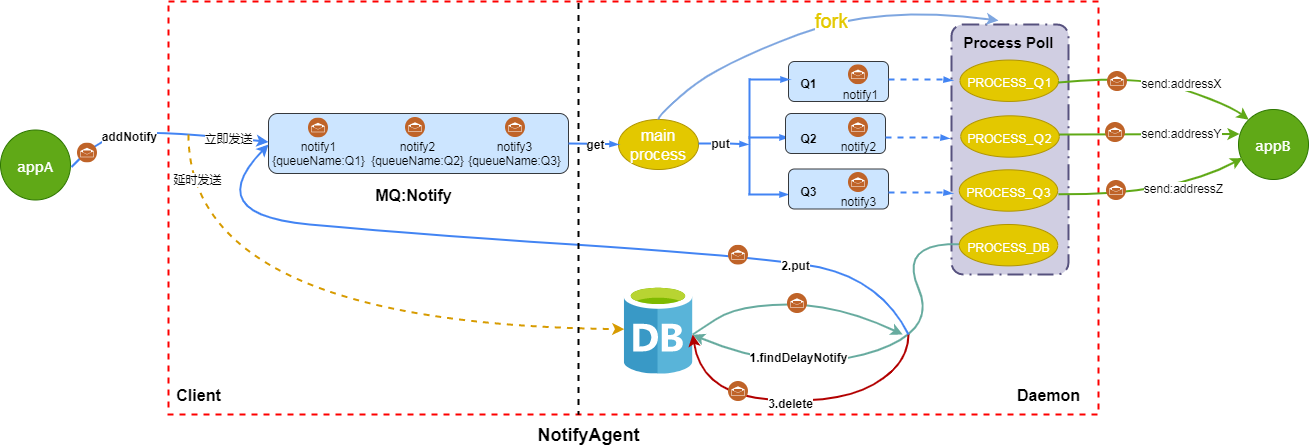 fork
Process Poll
Q1
notify1
PROCESS_Q1
send:addressX
appA
addNotify
立即发送
notify1
{queueName:Q1}
notify2
{queueName:Q2}
notify3
{queueName:Q3}
get
main
process
put
Q2
notify2
PROCESS_Q2
send:addressY
appB
延时发送
MQ:Notify
Q3
notify3
PROCESS_Q3
send:addressZ
PROCESS_DB
2.put
DB
1.findDelayNotify
3.delete
Client
Daemon
NotifyAgent